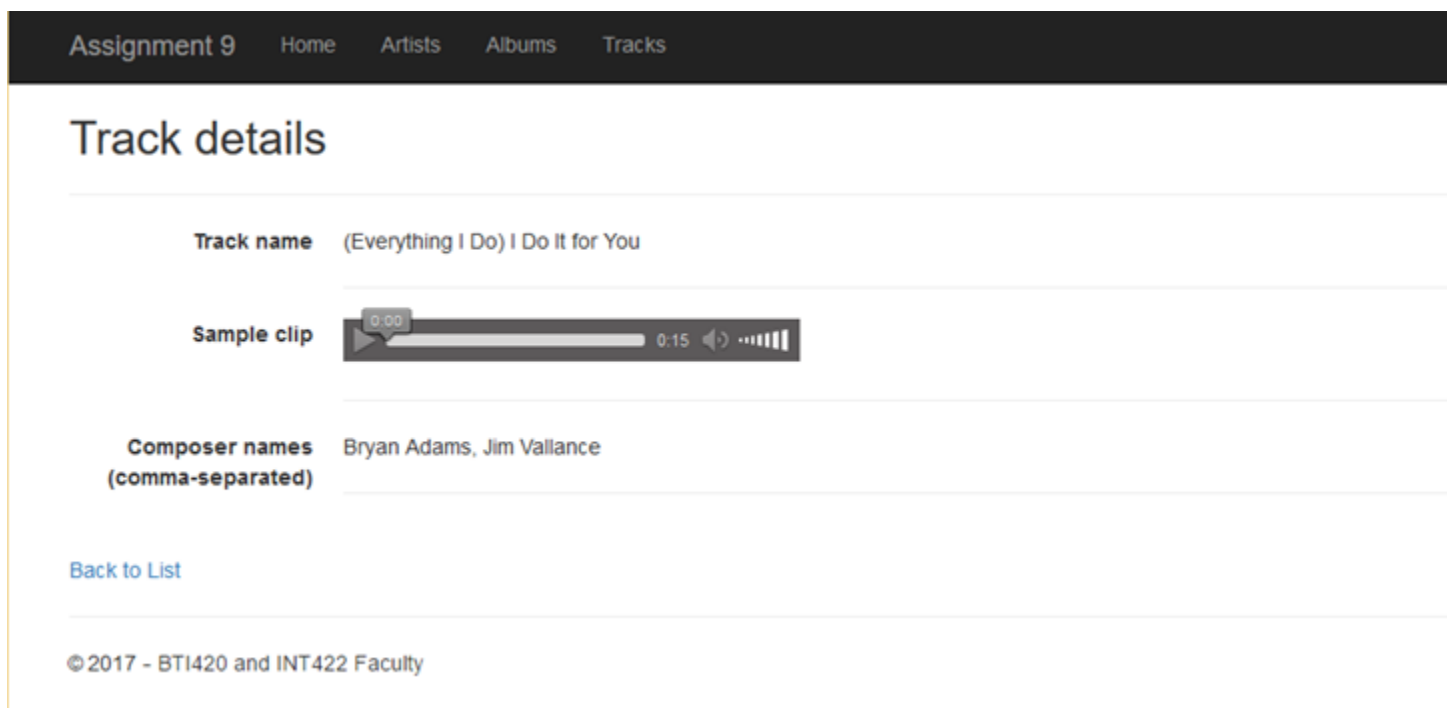 Assignment 9 Home Artists Albums Tracks
Track details
Track name (Everything I Do) I Do It for You
Sample clip 0:00 0:15
Composer names Bryan Adams, Jim Vallance
(comma-separated)
Back to List
© 2017 - BTI420 and INT422 Faculty